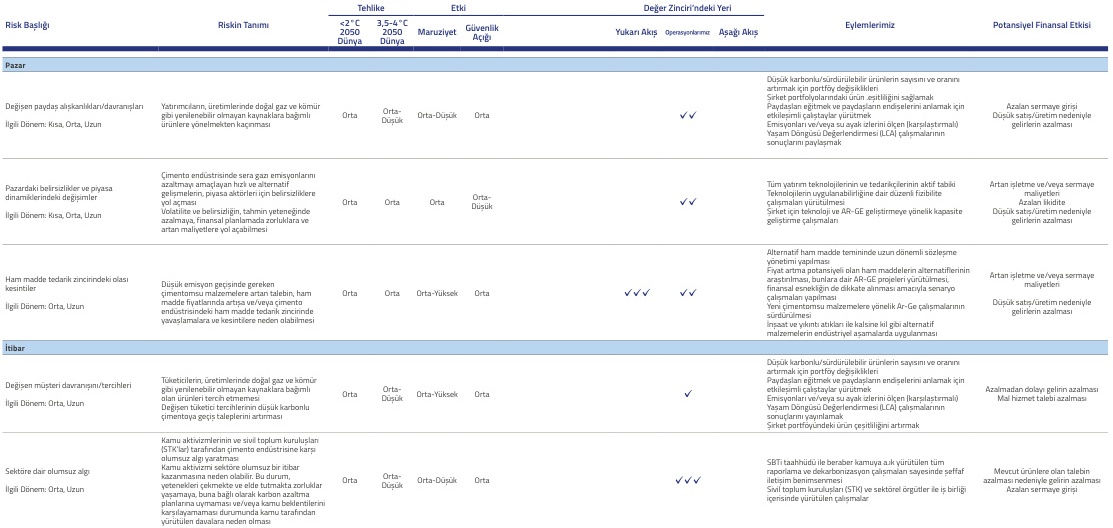 Risk Başlığı
Riskin Tanımı
Tehlike
Etki
Değer Zinciri'ndeki Yeri
Eylemlerimiz
Potansiyel Finansal Etkisi
<2°C
2050
Dünya
3,5-4°C
2050
Dünya
Maruziyet
Güvenlik
Açığı
Yukarı Akış
Operasyonlarımız
Aşağı Akış
Pazar
Değişen paydaş alışkanlıkları/davranışları
İlgili Dönem: Kısa, Orta, Uzun
Yatırımcıların, üretimlerinde doğal gaz ve kömür
gibi yenilenebilir olmayan kaynaklara bağımlı
ürünlere yönelmekten kaçınması
Orta
Orta-
Düşük
Orta-Düşük
Orta
✓✓
Düşük karbonlu/sürdürülebilir ürünlerin sayısını ve oranını
artırmak için portföy değişiklikleri
Şirket portfolyolarındaki ürün .eşitliliğini sağlamak
Paydaşları eğitmek ve paydaşların endişelerini anlamak için
etkileşimli çalıştaylar yürütmek
Emisyonları ve/veya su ayak izlerini ölçen (karşılaştırmalı)
Yaşam Döngüsü Değerlendirmesi (LCA) çalışmalarının
sonuçlarını paylaşmak
Azalan sermaye girişi
Düşük satış/üretim nedeniyle
gelirlerin azalması
Pazardaki belirsizlikler ve piyasa
dinamiklerindeki değişimler
İlgili Dönem: Kısa, Orta, Uzun
Çimento endüstrisinde sera gazı emisyonlarını
azaltmayı amaçlayan hızlı ve alternatif
gelişmelerin, piyasa aktörleri için belirsizliklere
yol açması
Volatilite ve belirsizliğin, tahmin yeteneğinde
azalmaya, finansal planlamada zorluklara ve
artan maliyetlere yol açabilmesi
Orta
Orta
Orta
Orta-
Düşük
✓✓
Tüm yatırım teknolojilerinin ve tedarikçilerinin aktif tabiki
Teknolojilerin uygulanabilirliğine dair düzenli fizibilite
çalışmaları yürütülmesi
Şirket için teknoloji ve AR-GE geliştirmeye yönelik kapasite
geliştirme çalışmaları
Artan işletme ve/veya sermaye
maliyetleri
Azalan likidite
Düşük satış/üretim nedeniyle
gelirlerin azalması
Ham madde tedarik zincirindeki olası
kesintiler
İlgili Dönem: Orta, Uzun
Düşük emisyon geçişinde gereken
çimentomsu malzemelere artan talebin, ham
madde fiyatlarında artışa ve/veya çimento
endüstrisindeki ham madde tedarik zincirinde
yavaşlamalara ve kesintilere neden olabilmesi
Orta
Orta
Orta-Yüksek
Orta
✓✓✓
✓✓
Alternatif ham madde temininde uzun dönemli sözleşme
yönetimi yapılması
Fiyat artma potansiyeli olan ham maddelerin alternatiflerinin
araştırılması, bunlara dair AR-GE projeleri yürütülmesi,
finansal esnekliğin de dikkate alınması amacıyla senaryo
çalışmaları yapılması
Yeni çimentomsu malzemelere yönelik Ar-Ge çalışmalarının
sürdürülmesi
İnşaat ve yıkıntı atıkları ile kalsine kil gibi alternatif
malzemelerin endüstriyel aşamalarda uygulanması
Artan işletme ve/veya sermaye
maliyetleri
Düşük satış/üretim nedeniyle
gelirlerin azalması
İtibar
Değişen müşteri davranışını/tercihleri
İlgili Dönem: Orta, Uzun
Tüketicilerin, üretimlerinde doğal gaz ve kömür
gibi yenilenebilir olmayan kaynaklara bağımlı
olan ürünleri tercih etmemesi
Değişen tüketici tercihlerinin düşük karbonlu
çimentoya geçiş taleplerini artırması
Orta
Orta-
Düşük
Orta-Yüksek
Orta
✓
Düşük karbonlu/sürdürülebilir ürünlerin sayısını ve oranını
artırmak için portföy değişiklikleri
Paydaşları eğitmek ve paydaşların endişelerini anlamak için
etkileşimli çalıştaylar yürütmek
Emisyonları ve/veya su ayak izlerini ölçen (karşılaştırmalı)
Yaşam Döngüsü Değerlendirmesi (LCA) çalışmalarının
sonuçlarını yayınlamak
Şirket portföyündeki ürün çeşitliliğini artırmak
Azalmadan dolayı gelirin azalması
Mal hizmet talebi azalması
Sektöre dair olumsuz algı
İlgili Dönem: Orta, Uzun
Kamu aktivizmlerinin ve sivil toplum kuruluşları
(STK'lar) tarafından çimento endüstrisine karşı
olumsuz algı yaratması
Kamu aktivizmi sektöre olumsuz bir itibar
kazanmasına neden olabilir. Bu durum,
yetenekleri çekmekte ve elde tutmakta zorluklar
yaşamaya, buna bağlı olarak karbon azaltma
planlarına uymaması ve/veya kamu beklentilerini
karşılayamaması durumunda kamu tarafından
yürütülen davalara neden olması
Orta
Orta-
Düşük
Orta-Düşük
Orta
✓✓✓
SBTi taahhüdü ile beraber kamuya a.ık yürütülen tüm
raporlama ve dekarbonizasyon çalışmaları sayesinde şeffaf
iletişim benimsenmesi
Sivil toplum kuruluşları (STK) ve sektörel örgütler ile iş birliği
içerisinde yürütülen çalışmalar
Mevcut ürünlere olan talebin
azalması nedeniyle gelirin azalması
Azalan sermaye girişi